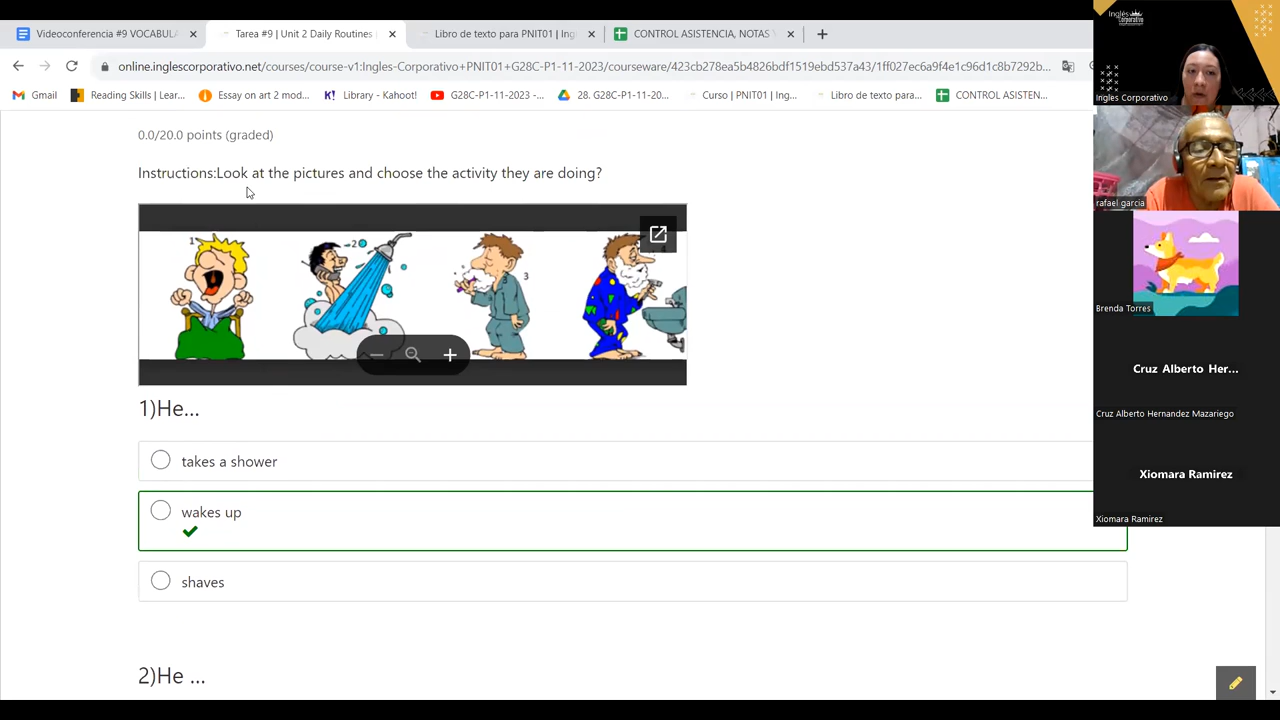 Videoconferencia #9 VOCABULA
Tarea #9 | Unit 2 Daily Routines
Libro de texto para PNIT01 | Ing
CONTROL ASISTENCIA, NOTAS
online.inglescorporativo.net/courses/course-v1:Ingles-Corporativo+PNIT01+G28C-P1-11-2023/courseware/423cb278ea5b4826bdf1519ebd537a43/1ff027ec6a9f4e1c96d1c8b7292b...
Gmail
Reading Skills | Lear...
Essay on art 2 mod...
Library - Kahoo...
G28C-P1-11-2023 -...
28. G28C-P1-11-20...
Curso | PNIT01 | Ing...
Libro de texto para...
CONTROL ASISTEN...
0.0/20.0 points (graded)
Instructions:Look at the pictures and choose the activity they are doing?
1
2
3
1)He...
takes a shower
wakes up
shaves
2)He ...
Inglés
Corporativo
Ingles Corporativo
rafael garcia
Brenda Torres
Cruz Alberto Her...
Cruz Alberto Hernandez Mazariego
Xiomara Ramirez
Xiomara Ramirez